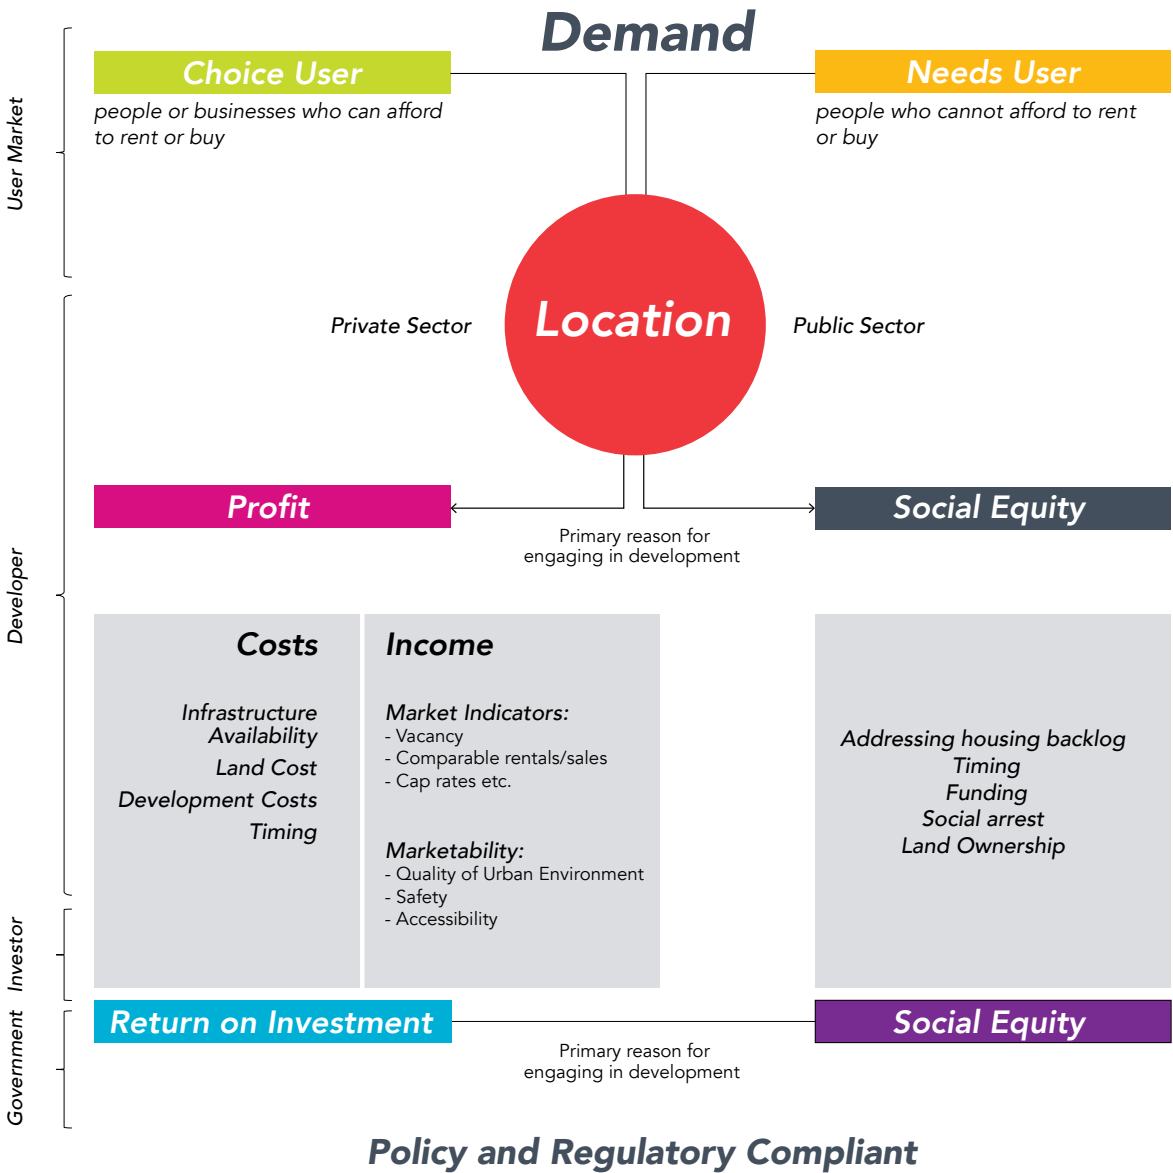 Demand
Choice User
people or businesses who can afford
to rent or buy
Needs User
people who cannot afford to rent
or buy
User Market
Private Sector
Location
Public Sector
Profit
Social Equity
Primary reason for
engaging in development
Developer
Costs
Infrastructure
Availability
Land Cost
Development Costs
Timing
Income
Market Indicators:
- Vacancy
- Comparable rentals/sales
- Cap rates etc.
Marketability:
- Quality of Urban Environment
- Safety
- Accessibility
Addressing housing backlog
Timing
Funding
Social arrest
Land Ownership
Investor
Return on Investment
Social Equity
Primary reason for
engaging in development
Government
Policy and Regulatory Compliant